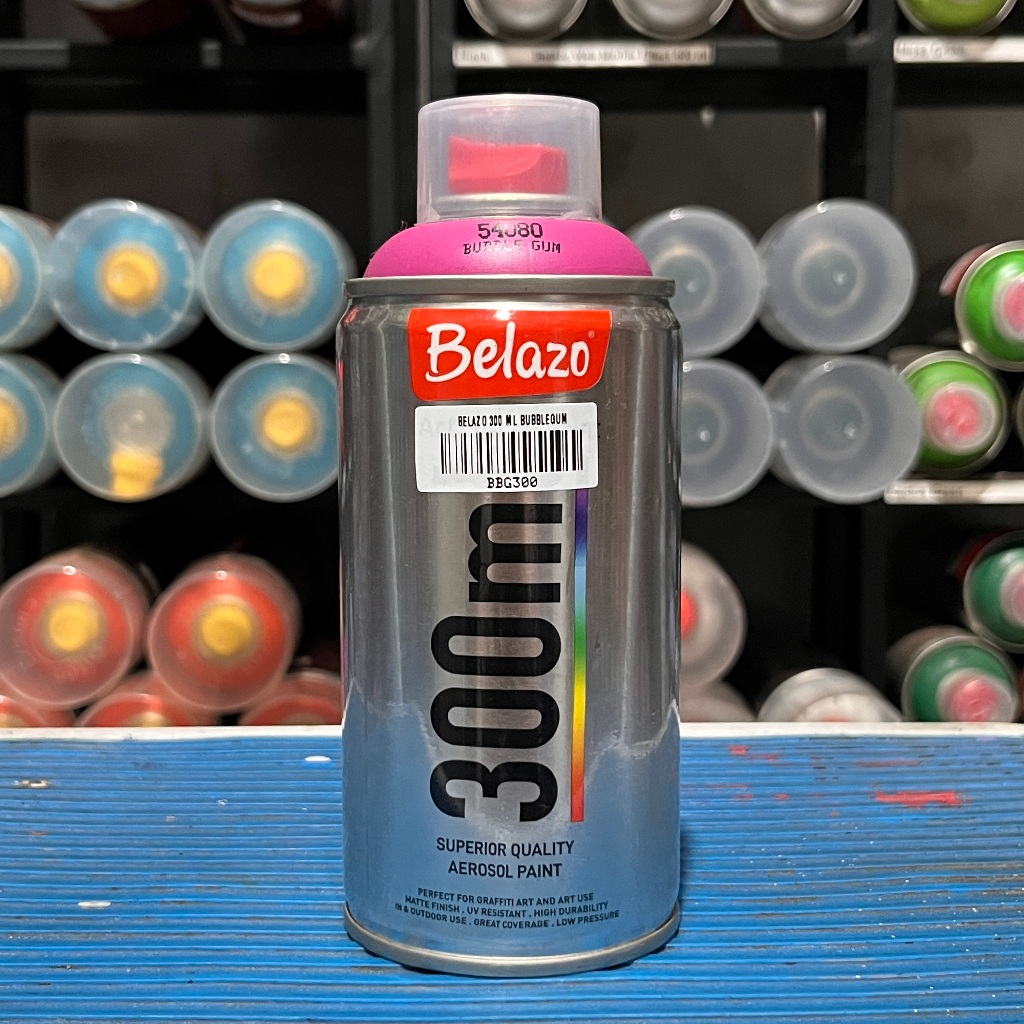 54080
BUBBLE GUM
Belazo
BELAZO 300 ML BUBBLEGUM
BBG300
300m
SUPERIOR QUALITY
AEROSOL PAINT
PERFECT FOR GRAFFITI ART AND ART USE
MATTE FINISH . UV RESISTANT . HIGH DURABILITY
IN & OUTDOOR USE . GREAT COVERAGE . LOW PRESSURE